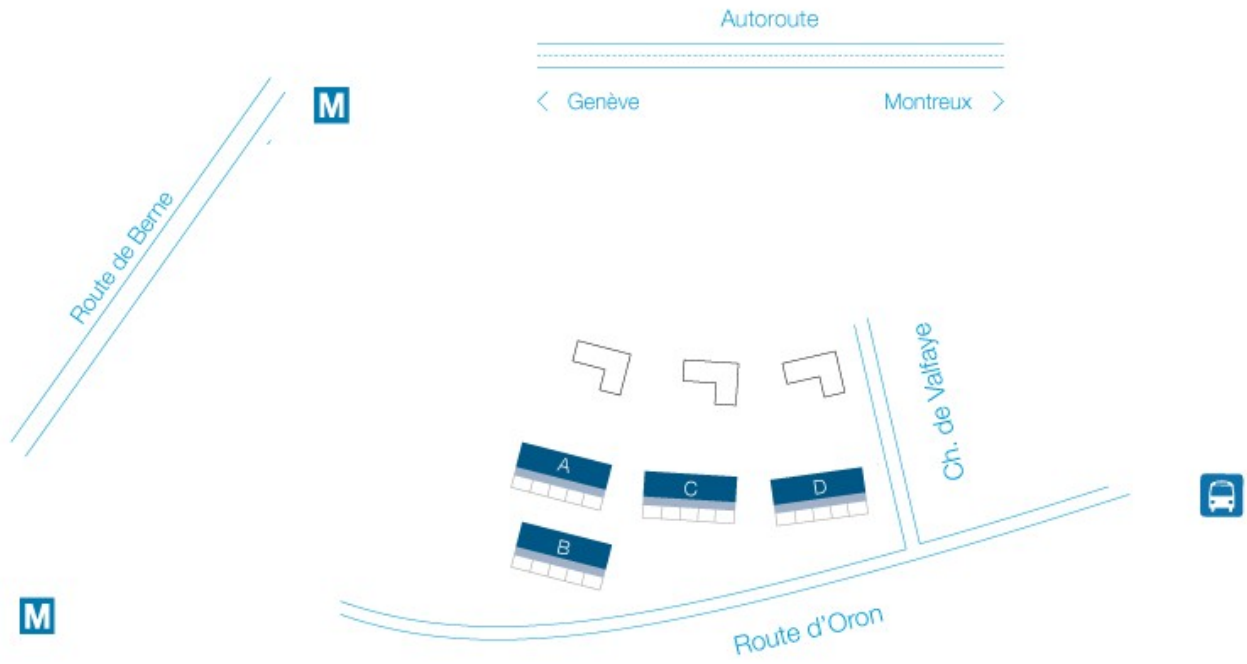 Autoroute
Genève
Montreux
M
Route de Berne
Ch. de Valfaye
A
C
D
B
M
Route d'Oron